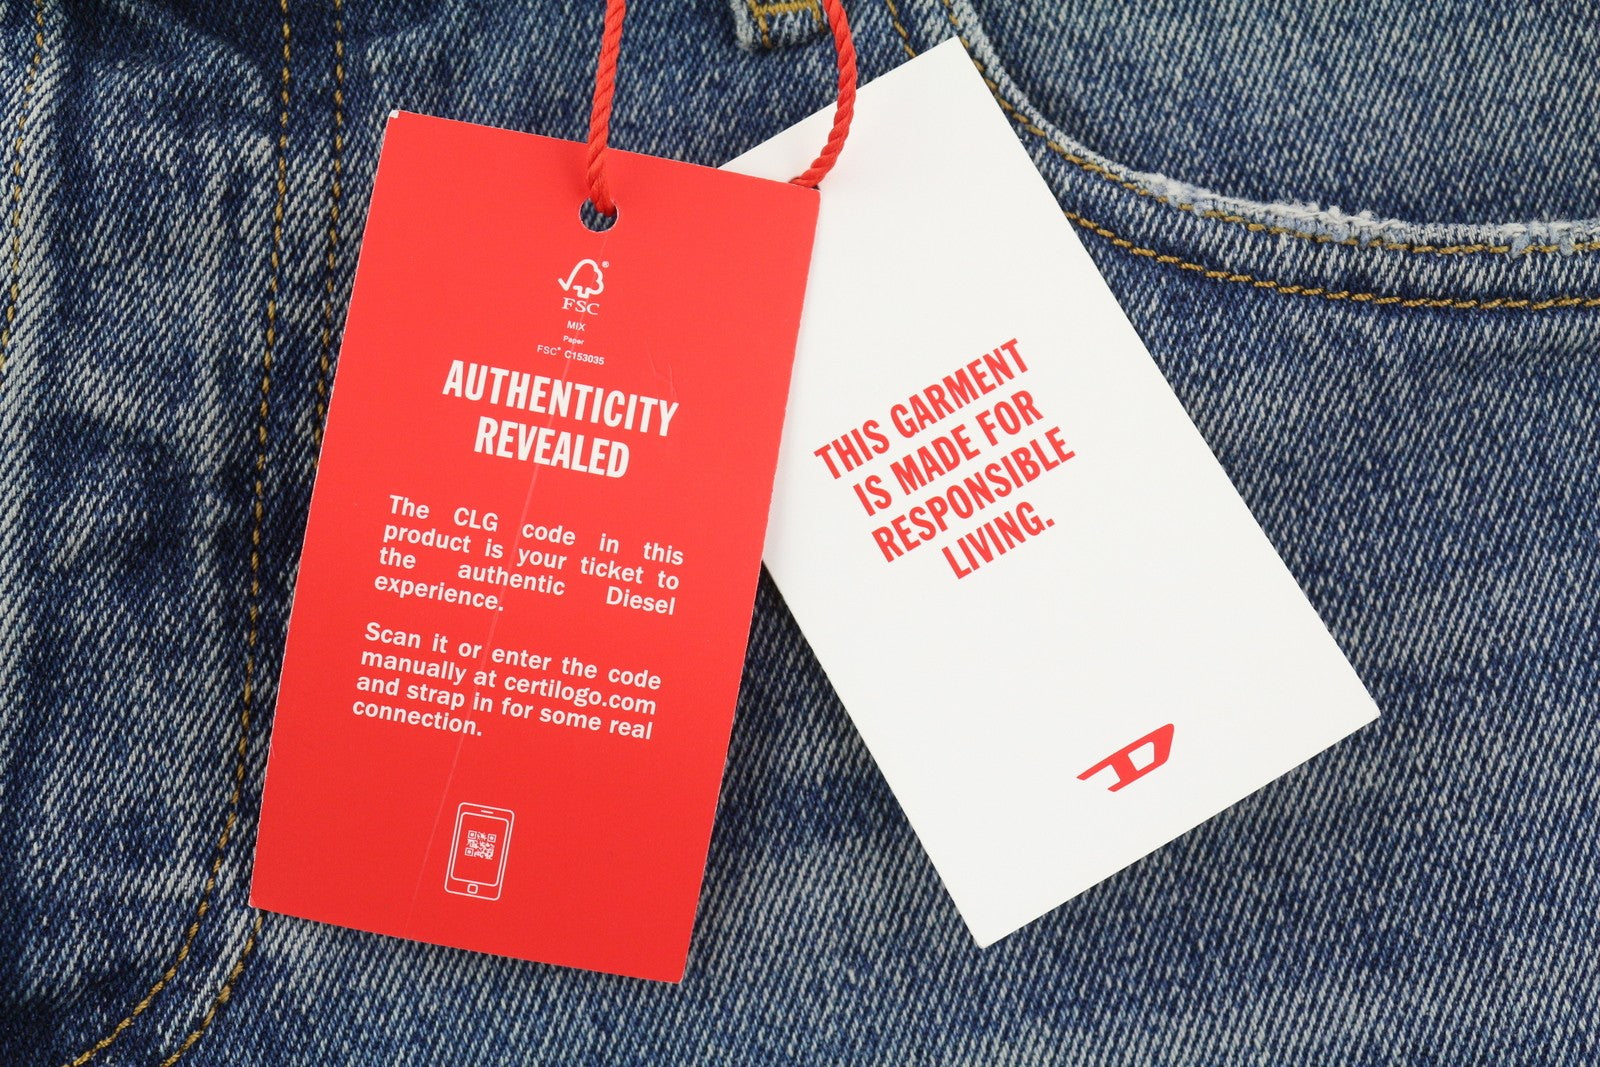 FSC®
MIX
Paper
FSC® C153035
AUTHENTICITY
REVEALED
The CLG code in this
product is your ticket to
the authentic Diesel
experience.
Scan it or enter the code
manually at certilogo.com
and strap in for some real
connection.
THIS GARMENT
IS MADE FOR
RESPONSIBLE
LIVING.
D